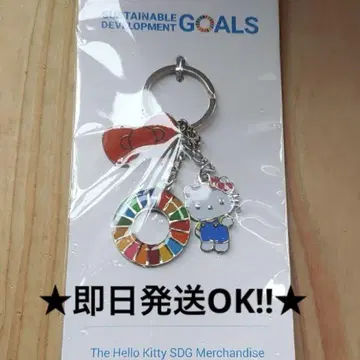 SUSTAINABLE
DEVELOPMENT GOALS
★即日発送OK!!★
The Hello Kitty SDG Merchandise